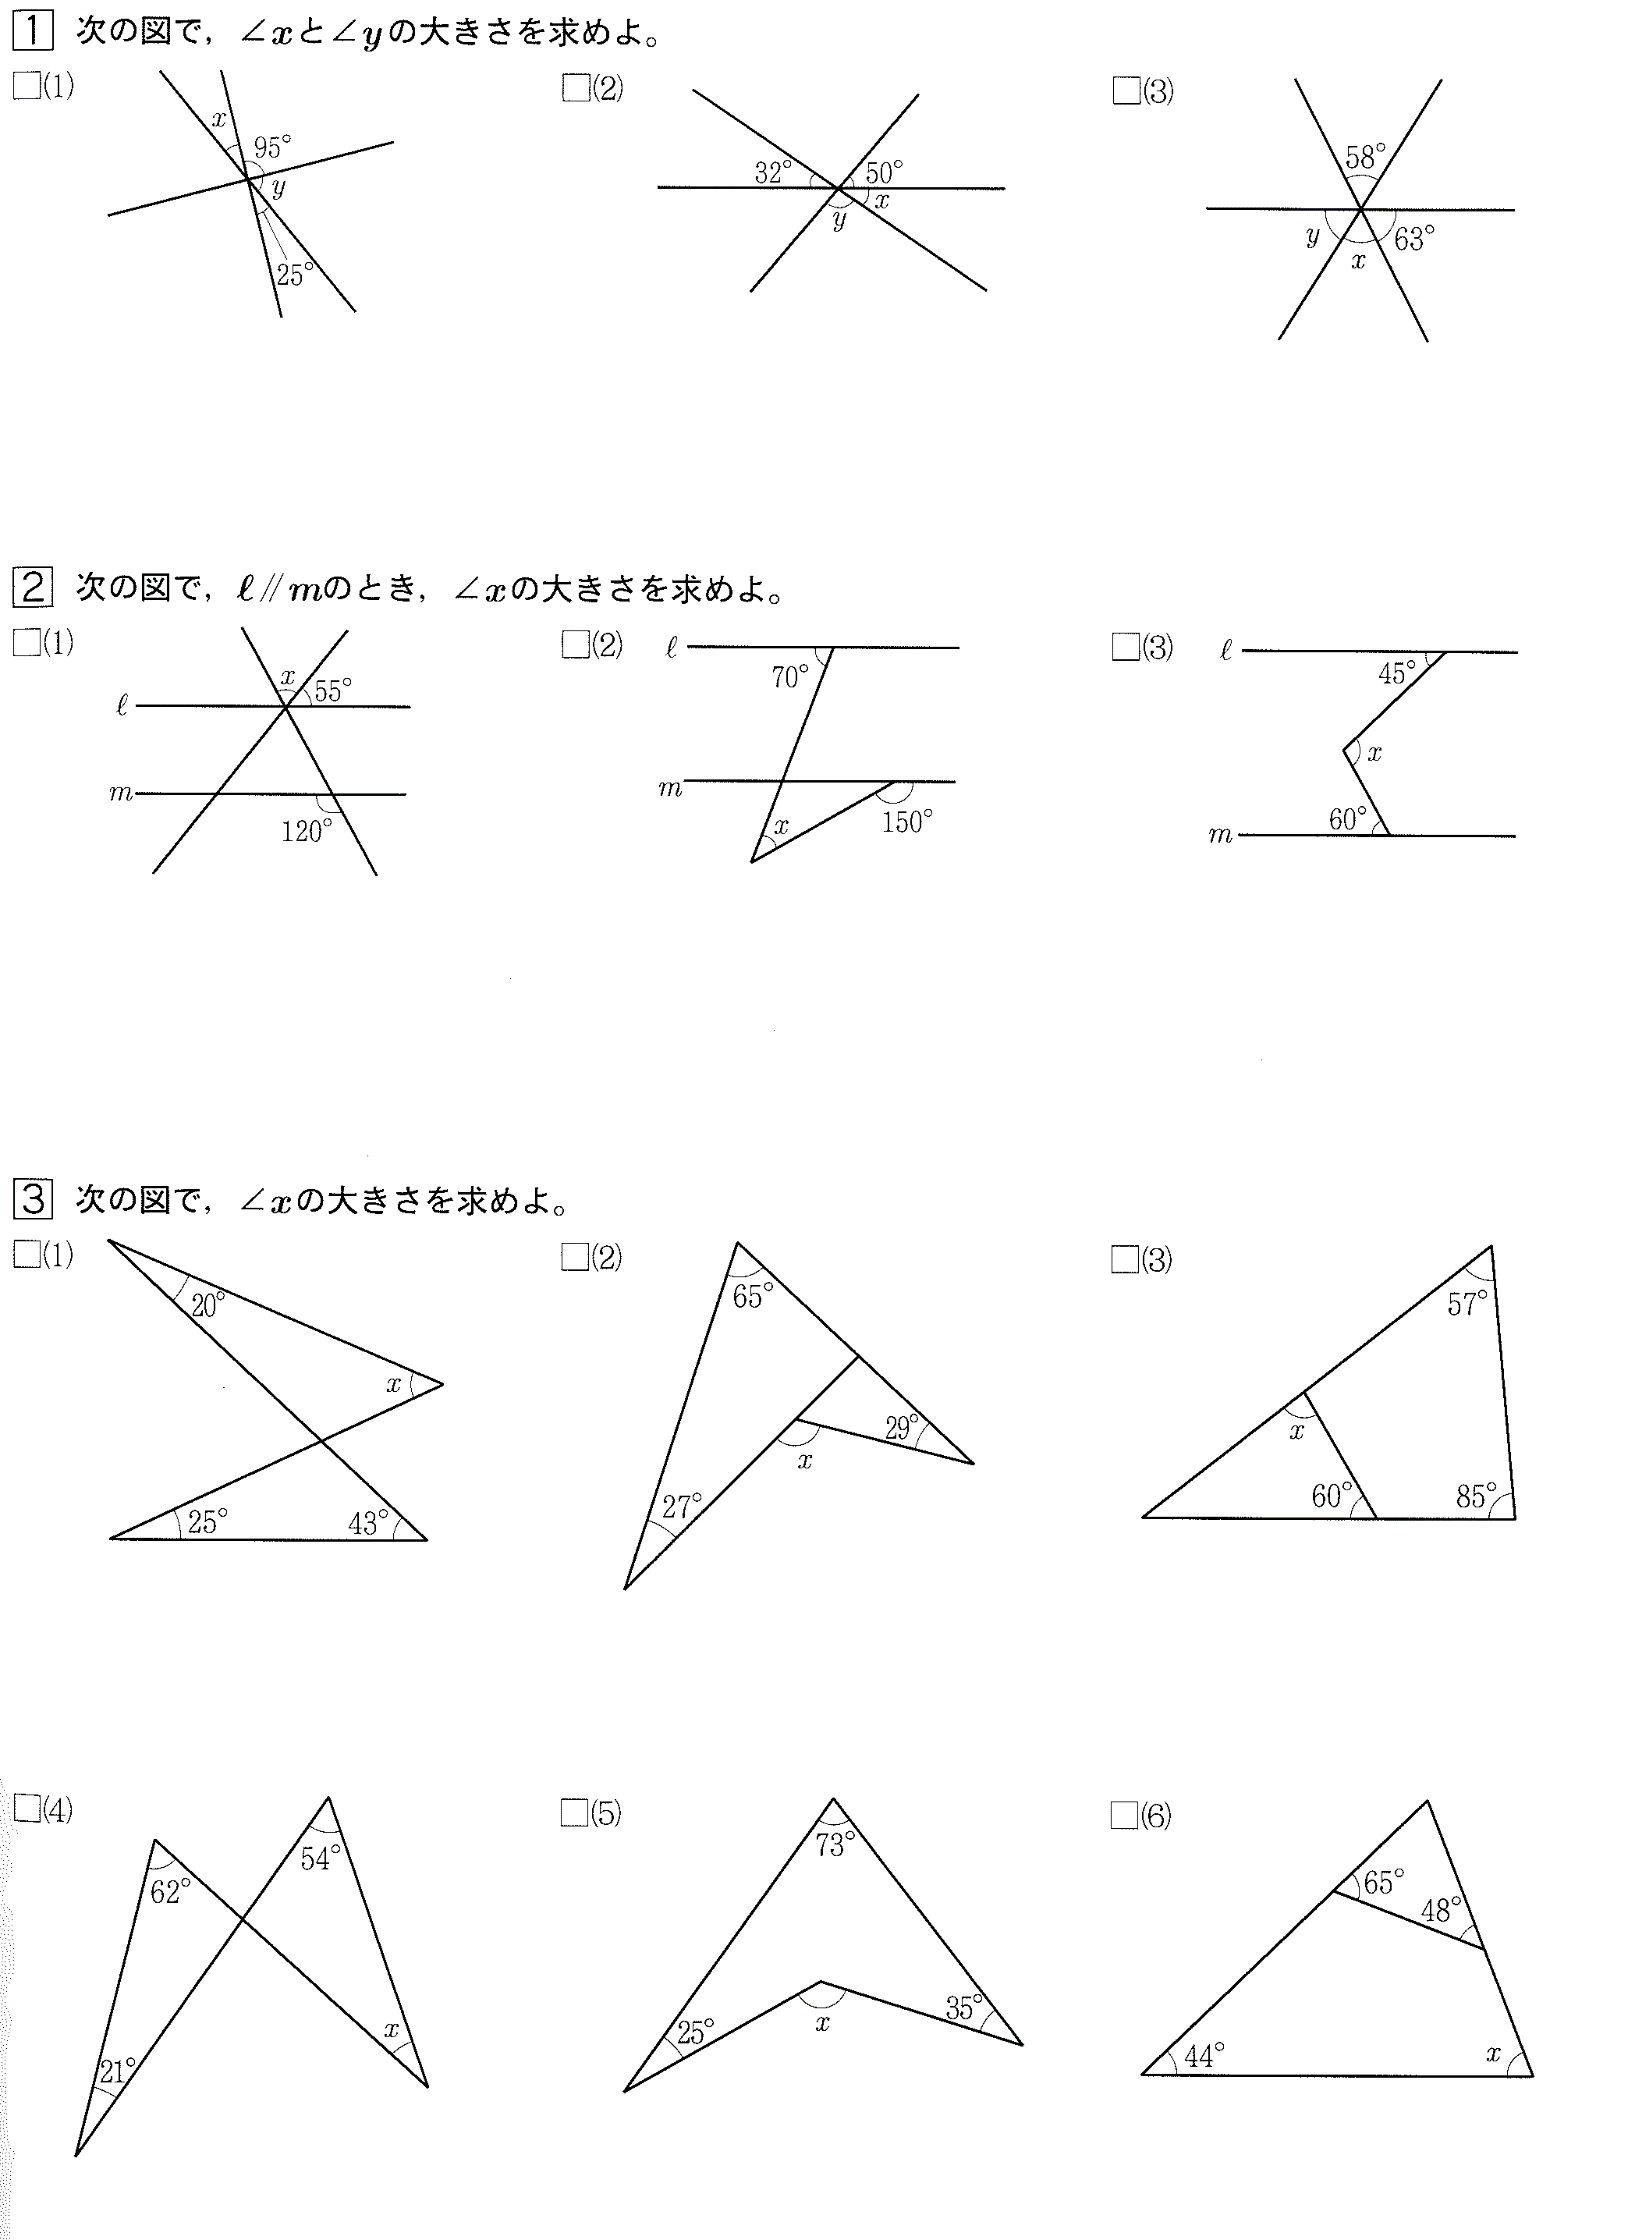 1 次の図で，∠xと∠yの大きさを求めよ。
□(1) □(2) □(3)
x 95° y 25°
32° 50° x y
58° y x 63°
2 次の図で，ℓ//mのとき，∠xの大きさを求めよ。
□(1) □(2) □(3)
x 55° ℓ m 120°
ℓ 70° m x 150°
ℓ 45° x 60° m
3 次の図で，∠xの大きさを求めよ。
□(1) □(2) □(3)
20° x 25° 43°
65° 29° x 27°
57° x 60° 85°
□(4) □(5) □(6)
54° 62° x 21°
73° 25° 35° x
65° 48° 44° x